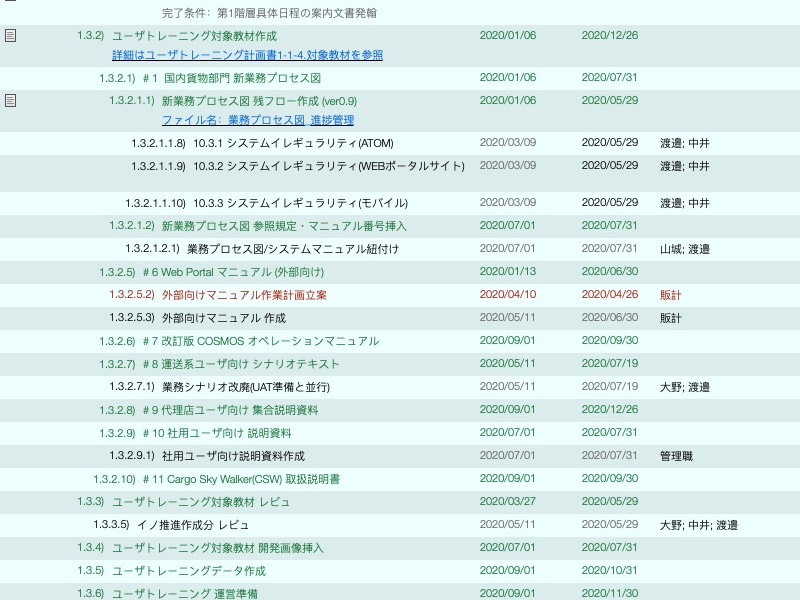 完了条件：第1階層具体日程の案内文書発翰
1.3.2) ユーザトレーニング対象教材作成 2020/01/06 2020/12/26
詳細はユーザトレーニング計画書1-1-4.対象教材を参照
1.3.2.1) #1 国内貨物部門 新業務プロセス図 2020/01/06 2020/07/31
1.3.2.1.1) 新業務プロセス図 残フロー作成 (ver0.9) 2020/01/06 2020/05/29
ファイル名：業務プロセス図_進捗管理
1.3.2.1.1.8) 10.3.1 システムイレギュラリティ(ATOM) 2020/03/09 2020/05/29 渡邉; 中井
1.3.2.1.1.9) 10.3.2 システムイレギュラリティ(WEBポータルサイト) 2020/03/09 2020/05/29 渡邉; 中井
1.3.2.1.1.10) 10.3.3 システムイレギュラリティ(モバイル) 2020/03/09 2020/05/29 渡邉; 中井
1.3.2.1.2) 新業務プロセス図 参照規定・マニュアル番号挿入 2020/07/01 2020/07/31
1.3.2.1.2.1) 業務プロセス図/システムマニュアル紐付け 2020/07/01 2020/07/31 山城; 渡邉
1.3.2.5) #6 Web Portal マニュアル (外部向け) 2020/01/13 2020/06/30
1.3.2.5.2) 外部向けマニュアル作業計画立案 2020/04/10 2020/04/26 販計
1.3.2.5.3) 外部向けマニュアル 作成 2020/05/11 2020/06/30 販計
1.3.2.6) #7 改訂版 COSMOS オペレーションマニュアル 2020/09/01 2020/09/30
1.3.2.7) #8 運送系ユーザ向け シナリオテキスト 2020/05/11 2020/07/19
1.3.2.7.1) 業務シナリオ改廃(UAT準備と並行) 2020/05/11 2020/07/19 大野; 渡邉
1.3.2.8) #9 代理店ユーザ向け 集合説明資料 2020/09/01 2020/12/26
1.3.2.9) #10 社用ユーザ向け 説明資料 2020/07/01 2020/07/31
1.3.2.9.1) 社用ユーザ向け説明資料作成 2020/07/01 2020/07/31 管理職
1.3.2.10) #11 Cargo Sky Walker(CSW) 取扱説明書 2020/09/01 2020/09/30
1.3.3) ユーザトレーニング対象教材 レビュ 2020/03/27 2020/05/29
1.3.3.5) イノ推進作成分 レビュ 2020/05/11 2020/05/29 大野; 中井; 渡邉
1.3.4) ユーザトレーニング対象教材 開発画像挿入 2020/07/01 2020/07/31
1.3.5) ユーザトレーニングデータ作成 2020/09/01 2020/10/31
1.3.6) ユーザトレーニング 運営準備 2020/09/01 2020/11/30